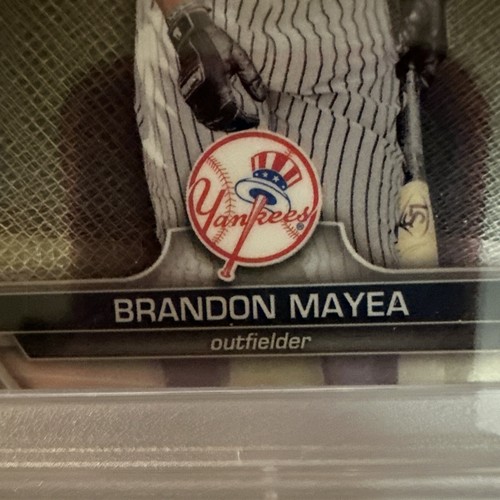 Yankees
BRANDON MAYEA
outfielder